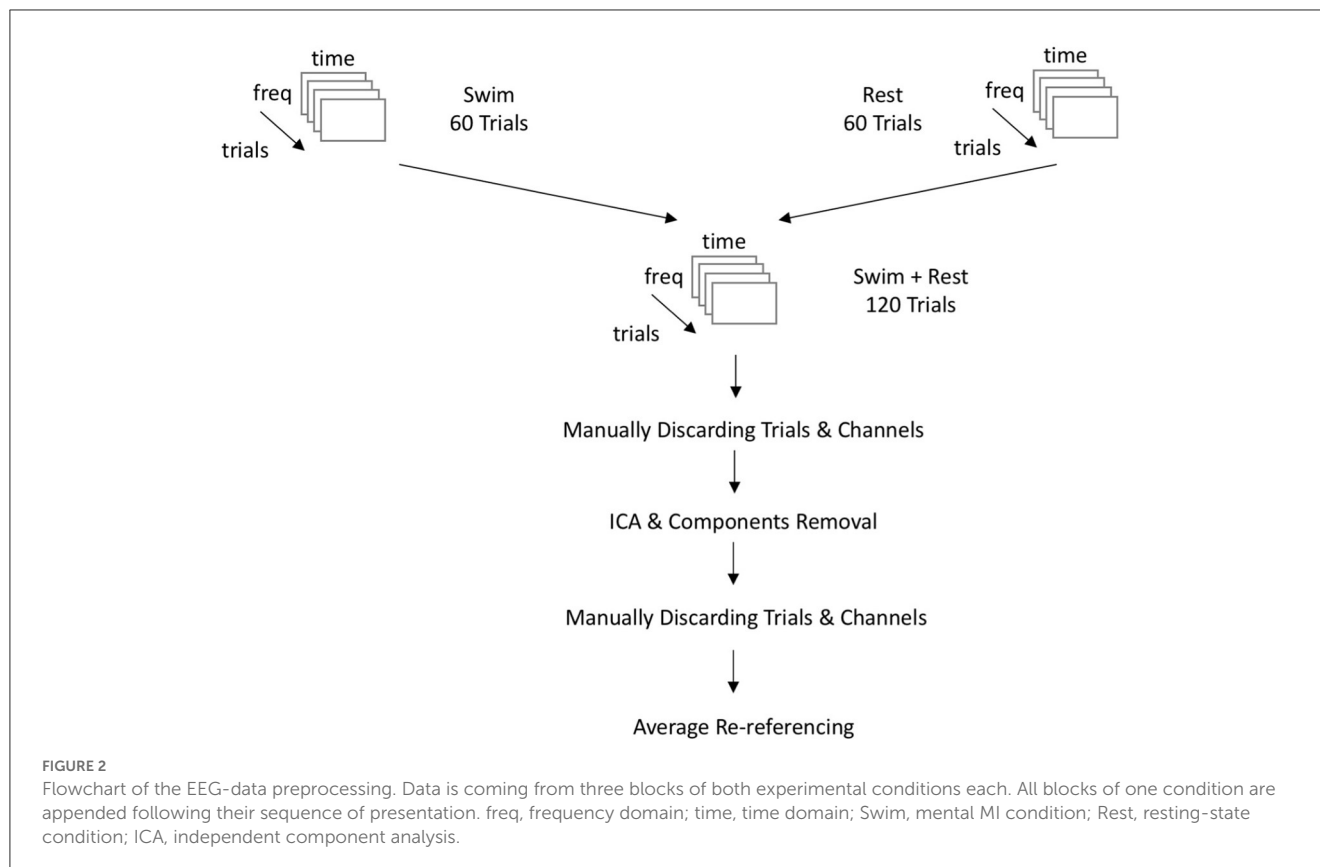 time
freq
trials
Swim
60 Trials
Rest
60 Trials
time
freq
trials
time
freq
trials
Swim + Rest
120 Trials
Manually Discarding Trials & Channels
ICA & Components Removal
Manually Discarding Trials & Channels
Average Re-referencing
FIGURE 2
Flowchart of the EEG-data preprocessing. Data is coming from three blocks of both experimental conditions each. All blocks of one condition are
appended following their sequence of presentation. freq, frequency domain; time, time domain; Swim, mental MI condition; Rest, resting-state
condition; ICA, independent component analysis.